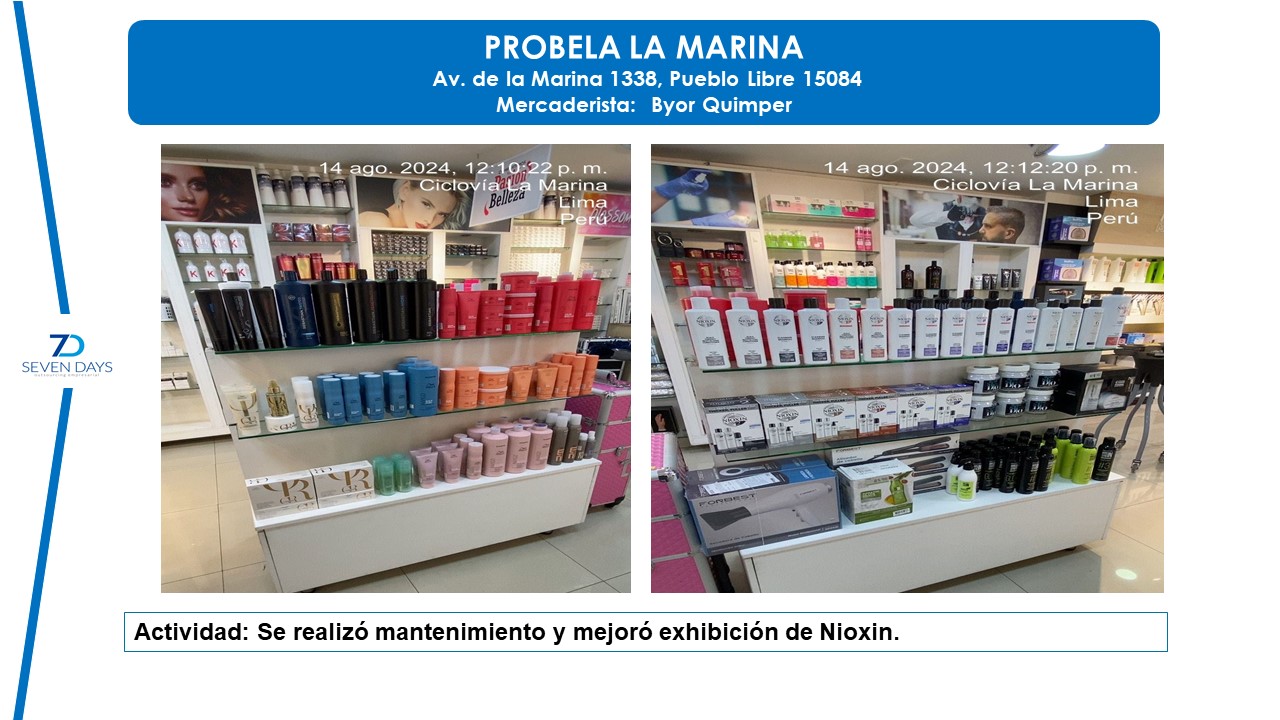 PROBELA LA MARINA
Av. de la Marina 1338, Pueblo Libre 15084
Mercaderista: Byor Quimper
14 ago. 2024, 12:10:22 p. m.
Ciclovía La Marina
Lima
Perú
Pasión
Belleza
14 ago. 2024, 12:12:20 p. m.
Ciclovía La Marina
Lima
Perú
7D
SEVEN DAYS
NIOXIN
FORBEST
Actividad: Se realizó mantenimiento y mejoró exhibición de Nioxin.